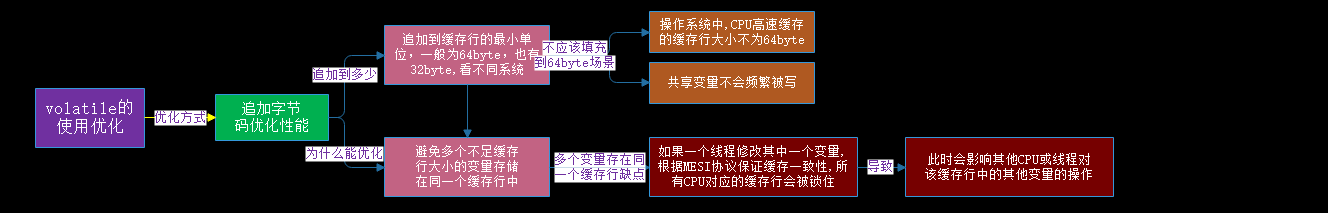 volatile的
使用优化
优化方式
追加字节
码优化性能
追加到多少
追加到缓存行的最小单
位，一般为64byte，也有
32byte,看不同系统
不应该填充
到64byte场景
操作系统中,CPU高速缓存
的缓存行大小不为64byte
共享变量不会频繁被写
为什么能优化
避免多个不足缓存
行大小的变量存储
在同一个缓存行中
多个变量存在同
一个缓存行缺点
如果一个线程修改其中一个变量,
根据MESI协议保证缓存一致性,所
有CPU对应的缓存行会被锁住
导致
此时会影响其他CPU或线程对
该缓存行中的其他变量的操作